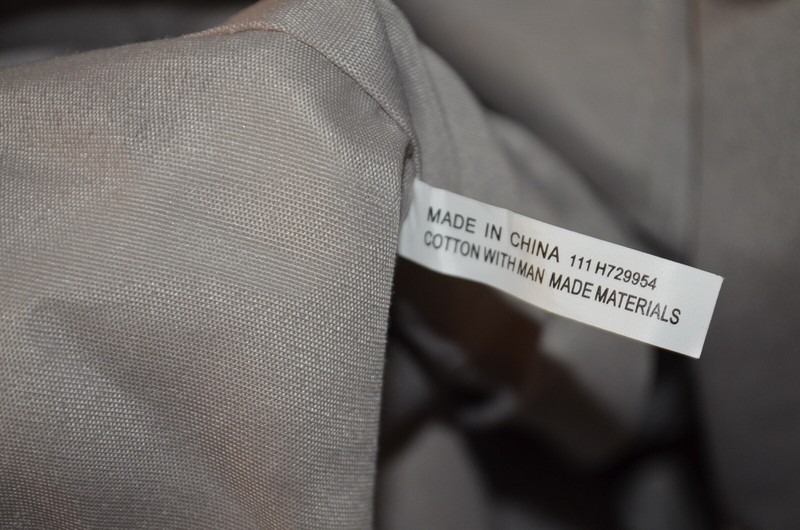 MADE IN CHINA 111 H729954
COTTON WITH MAN MADE MATERIALS